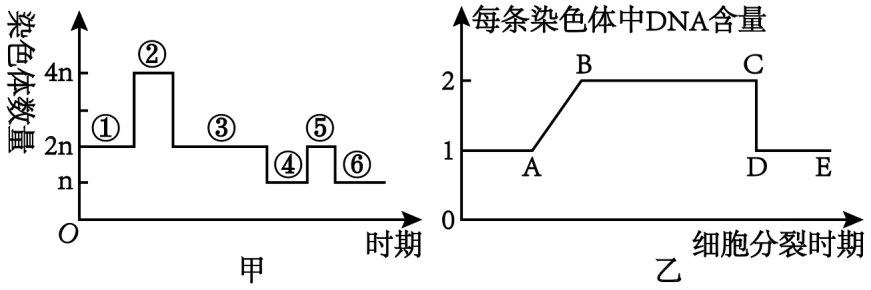 染色体数量
4n
2n
n
O
①
②
③
④
⑤
⑥
时期
甲
每条染色体中DNA含量
2
1
0
A
B
C
D
E
细胞分裂时期
乙